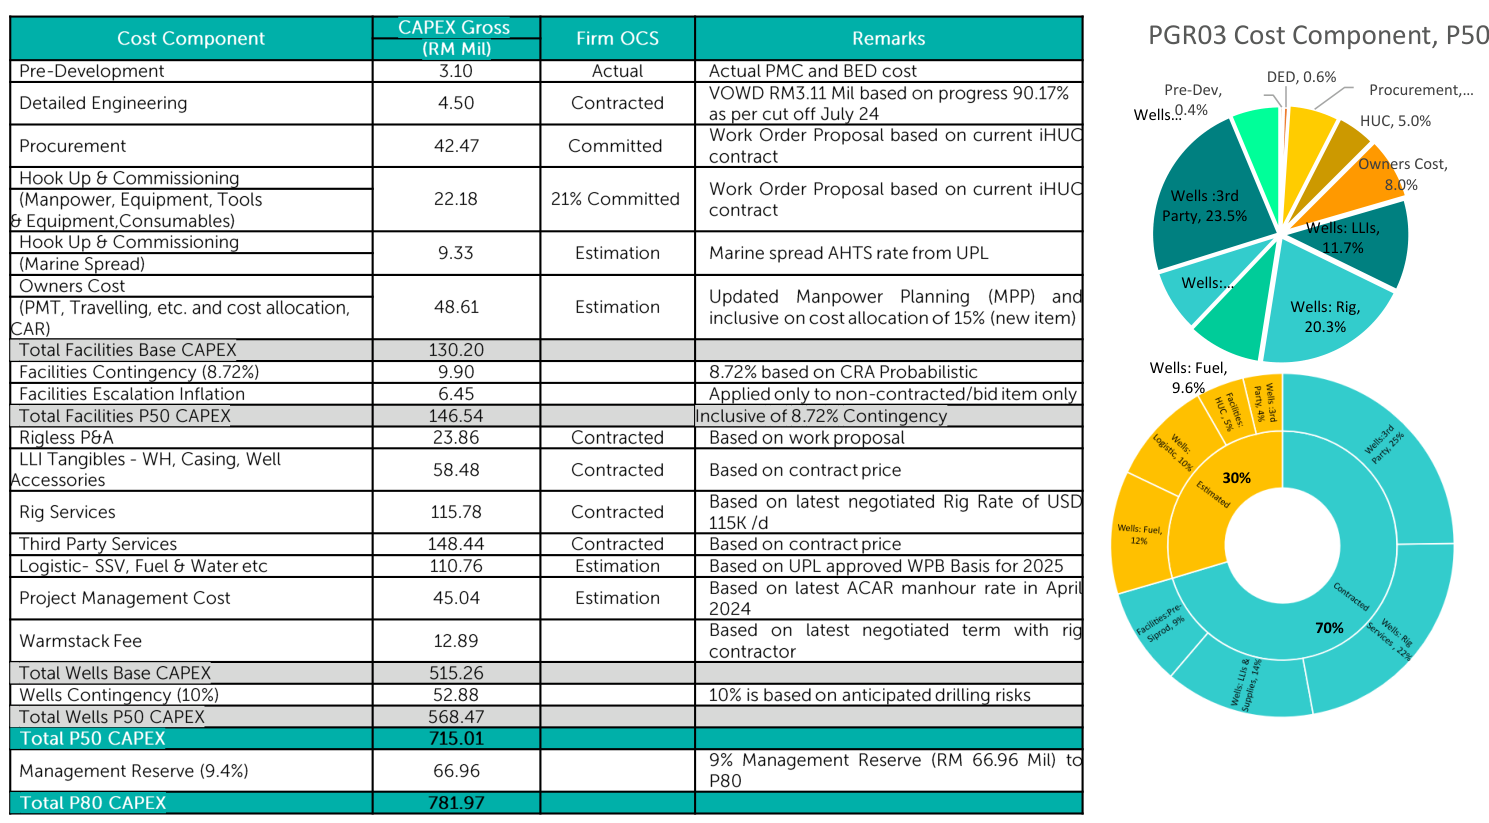 Cost Component
CAPEX Gross
(RM Mil)
Firm OCS
Remarks
Pre-Development
3.10
Actual
Actual PMC and BED cost
Detailed Engineering
4.50
Contracted
VOWD RM3.11 Mil based on progress 90.17%
as per cut off July 24
Procurement
42.47
Committed
Work Order Proposal based on current iHUC
contract
Hook Up & Commissioning
(Manpower, Equipment, Tools
& Equipment,Consumables)
22.18
21% Committed
Work Order Proposal based on current iHUC
contract
Hook Up & Commissioning
(Marine Spread)
9.33
Estimation
Marine spread AHTS rate from UPL
Owners Cost
(PMT, Travelling, etc. and cost allocation,
CAR)
48.61
Estimation
Updated Manpower Planning (MPP) and
inclusive on cost allocation of 15% (new item)
Total Facilities Base CAPEX
130.20
Facilities Contingency (8.72%)
9.90
8.72% based on CRA Probabilistic
Facilities Escalation Inflation
6.45
Applied only to non-contracted/bid item only
Total Facilities P50 CAPEX
146.54
Inclusive of 8.72% Contingency
Rigless P&A
23.86
Contracted
Based on work proposal
LLI Tangibles - WH, Casing, Well
Accessories
58.48
Contracted
Based on contract price
Rig Services
115.78
Contracted
Based on latest negotiated Rig Rate of USD
115K /d
Third Party Services
148.44
Contracted
Based on contract price
Logistic- SSV, Fuel & Water etc
110.76
Estimation
Based on UPL approved WPB Basis for 2025
Project Management Cost
45.04
Estimation
Based on latest ACAR manhour rate in April
2024
Warmstack Fee
12.89
Based on latest negotiated term with rig
contractor
Total Wells Base CAPEX
515.26
Wells Contingency (10%)
52.88
10% is based on anticipated drilling risks
Total Wells P50 CAPEX
568.47
Total P50 CAPEX
715.01
Management Reserve (9.4%)
66.96
9% Management Reserve (RM 66.96 Mil) to
P80
Total P80 CAPEX
781.97
PGR03 Cost Component, P50
DED, 0.6%
Pre-Dev,
0.4%
Procurement,...
Wells...
HUC, 5.0%
Owners Cost,
8.0%
Wells :3rd
Party, 23.5%
Wells: LLIs,
11.7%
Wells:...
Wells: Rig,
20.3%
Wells: Fuel,
9.6%
Wells:3rd
Party, 25%
Wells: Rig
Services , 22%
Wells: LLIs &
Supplies, 14%
Facilities:Pre-
Siprod, 9%
Wells: Fuel,
12%
Wells:
Logistic, 10%
Facilities:
HUC, 5%
Wells :3rd
Party, 4%
30%
Estimated
Contracted
70%